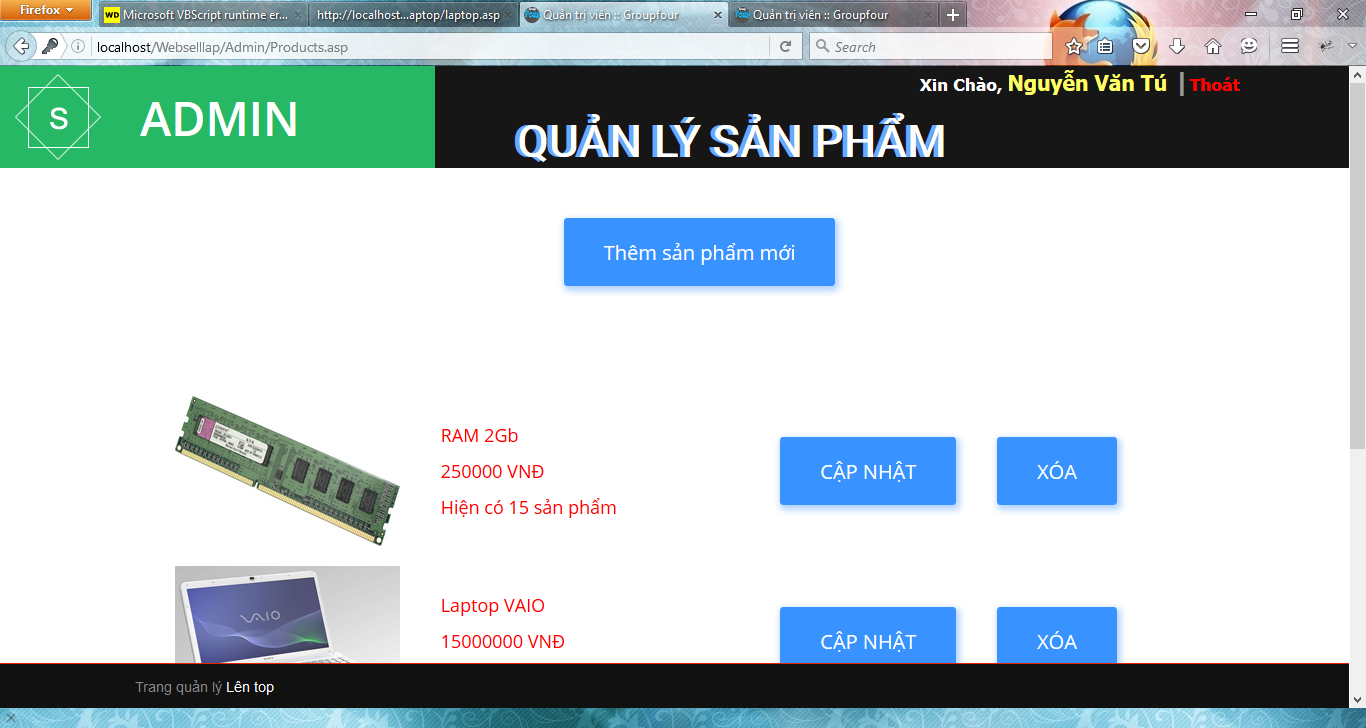 Firefox
WD Microsoft VBScript runtime er...
http://localhost...aptop/laptop.asp
Quản trị viên :: Groupfour
Quản trị viên :: Groupfour
localhost/Webselllap/Admin/Products.asp
Search
S
ADMIN
Xin Chào, Nguyễn Văn Tú | Thoát
QUẢN LÝ SẢN PHẨM
Thêm sản phẩm mới
RAM 2Gb
250000 VNĐ
Hiện có 15 sản phẩm
CẬP NHẬT
XÓA
VAIO
Laptop VAIO
15000000 VNĐ
CẬP NHẬT
XÓA
Trang quản lý Lên top